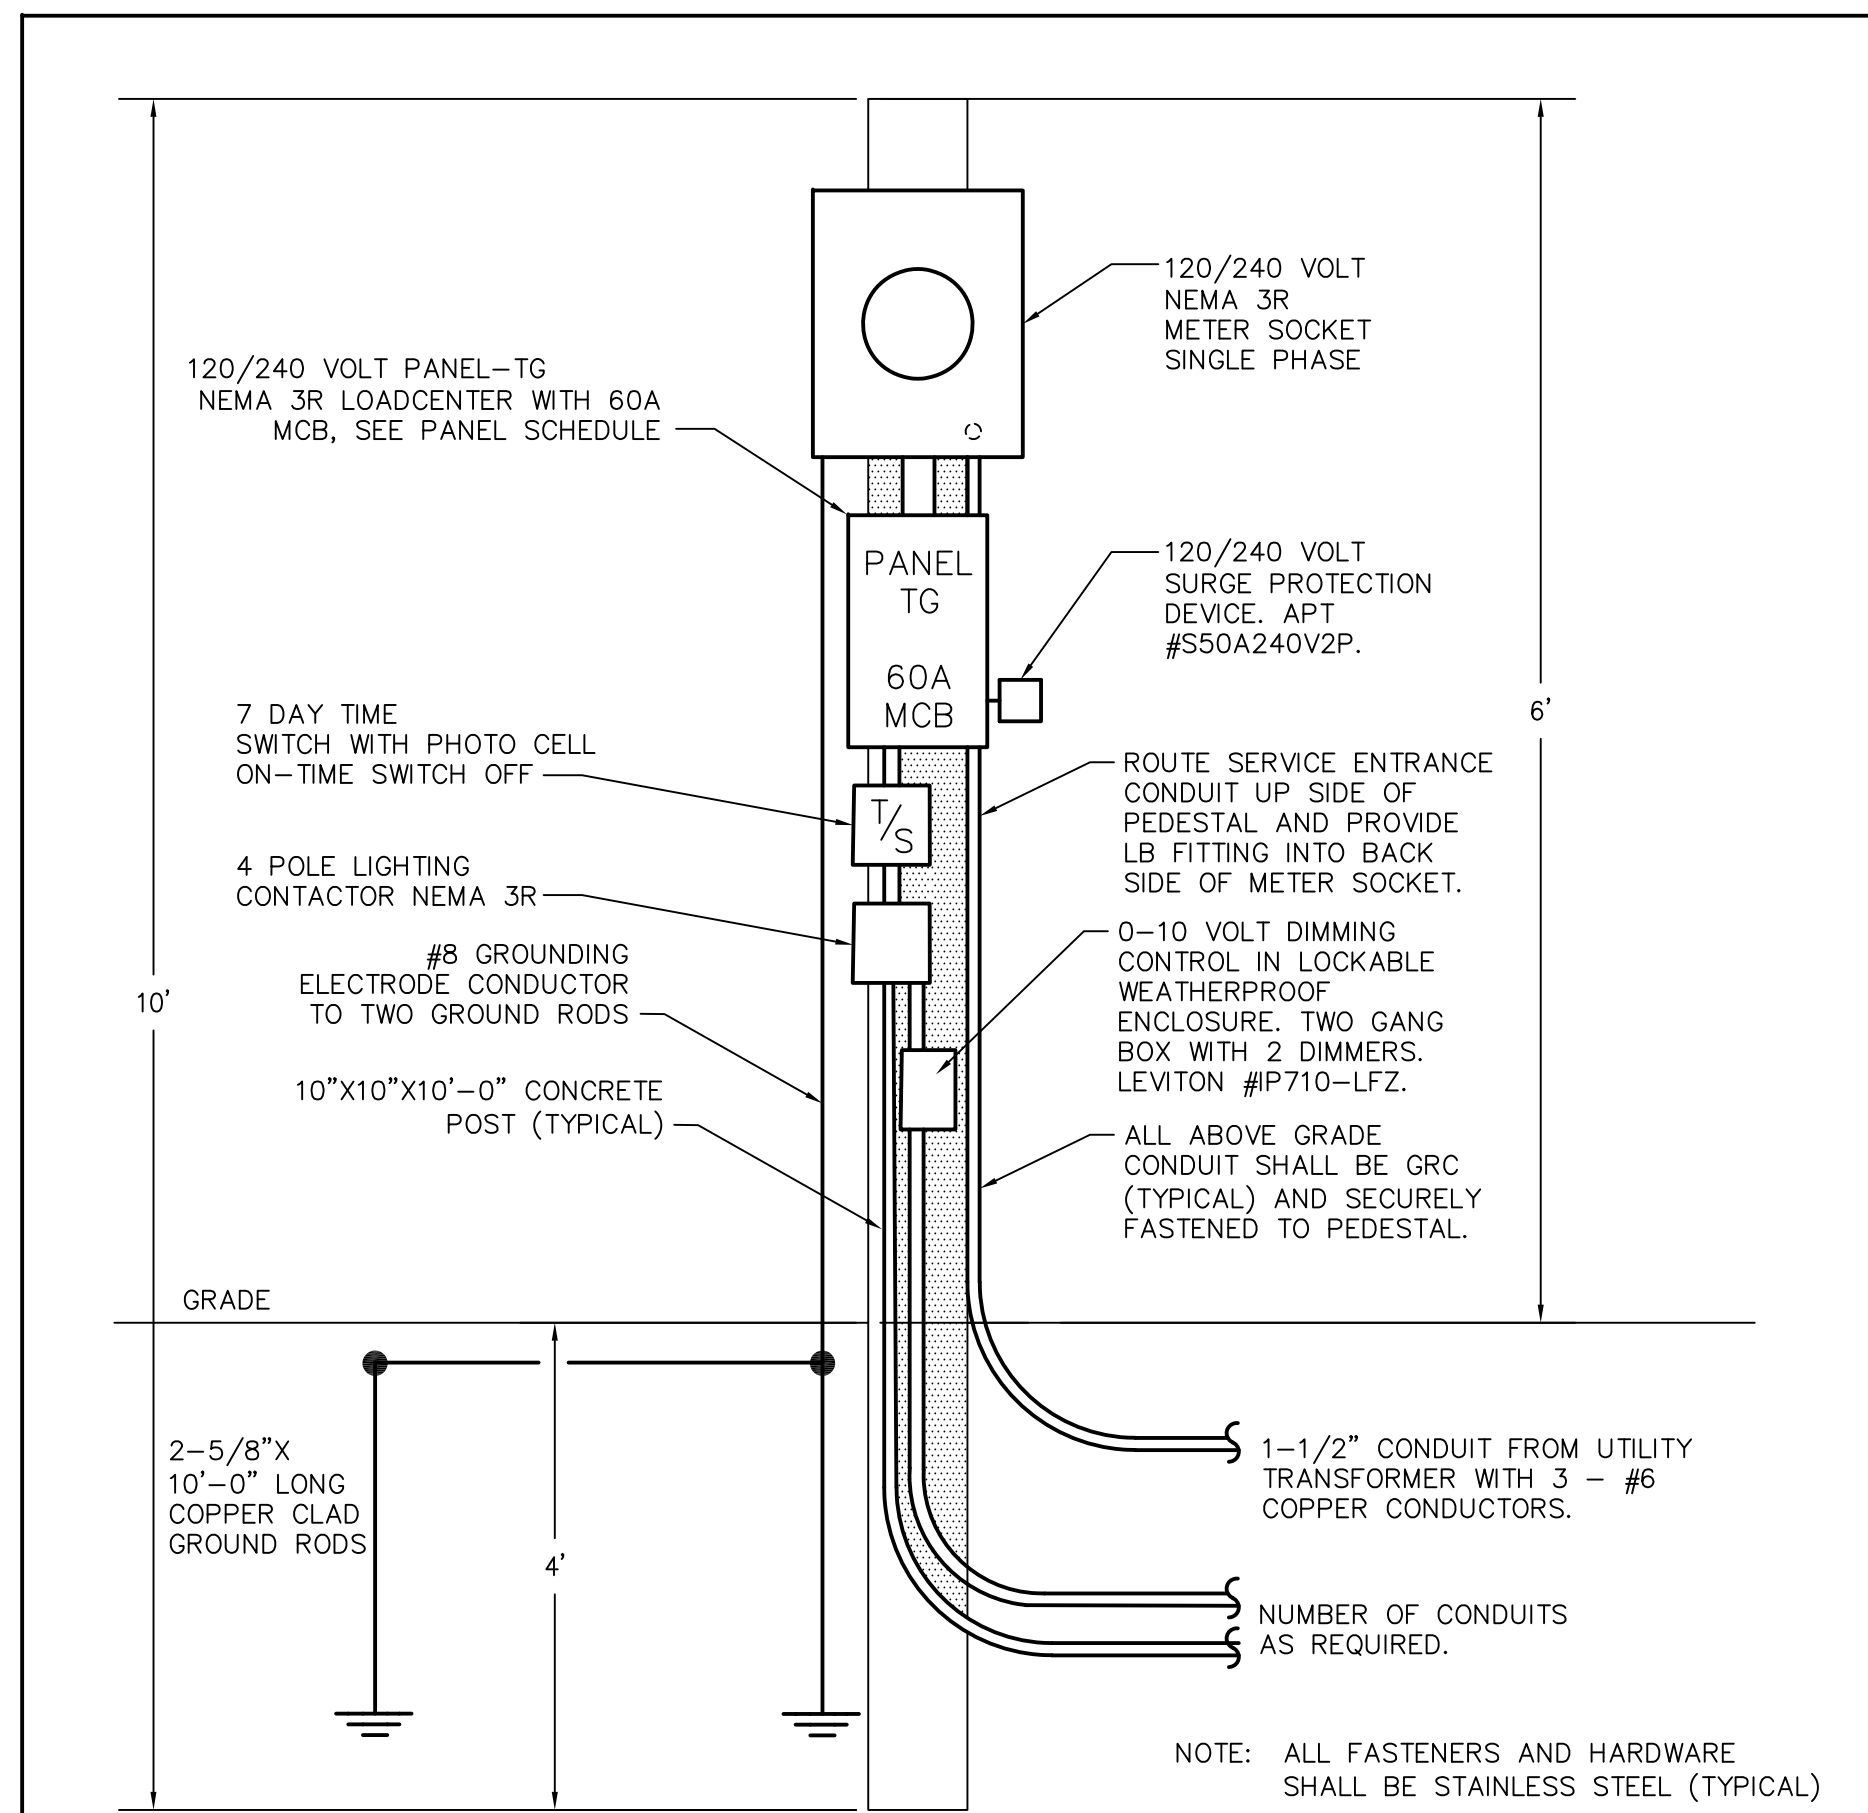 120/240 VOLT
NEMA 3R
METER SOCKET
SINGLE PHASE
120/240 VOLT PANEL-TG
NEMA 3R LOADCENTER WITH 60A
MCB, SEE PANEL SCHEDULE
PANEL
TG
60A
MCB
120/240 VOLT
SURGE PROTECTION
DEVICE. APT
#S50A240V2P.
6'
7 DAY TIME
SWITCH WITH PHOTO CELL
ON-TIME SWITCH OFF
T/S
ROUTE SERVICE ENTRANCE
CONDUIT UP SIDE OF
PEDESTAL AND PROVIDE
LB FITTING INTO BACK
SIDE OF METER SOCKET.
4 POLE LIGHTING
CONTACTOR NEMA 3R
#8 GROUNDING
ELECTRODE CONDUCTOR
TO TWO GROUND RODS
10'
0-10 VOLT DIMMING
CONTROL IN LOCKABLE
WEATHERPROOF
ENCLOSURE. TWO GANG
BOX WITH 2 DIMMERS.
LEVITON #IP710-LFZ.
10"X10"X10'-0" CONCRETE
POST (TYPICAL)
ALL ABOVE GRADE
CONDUIT SHALL BE GRC
(TYPICAL) AND SECURELY
FASTENED TO PEDESTAL.
GRADE
2-5/8"X
10'-0" LONG
COPPER CLAD
GROUND RODS
4'
1-1/2" CONDUIT FROM UTILITY
TRANSFORMER WITH 3 - #6
COPPER CONDUCTORS.
NUMBER OF CONDUITS
AS REQUIRED.
NOTE: ALL FASTENERS AND HARDWARE
SHALL BE STAINLESS STEEL (TYPICAL)